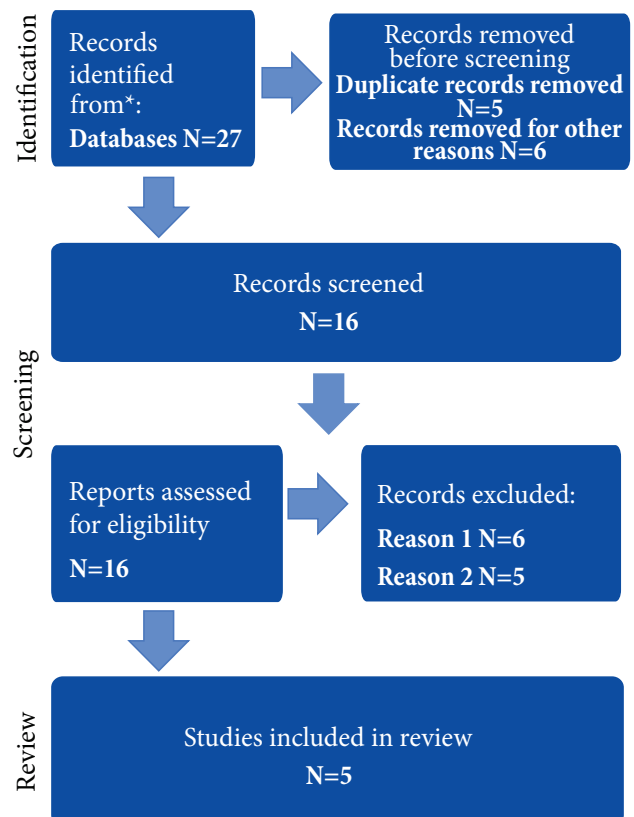 Identification
Records
identified
from*:
Databases N=27
Records removed
before screening
Duplicate records removed
N=5
Records removed for other
reasons N=6
Screening
Records screened
N=16
Reports assessed
for eligibility
N=16
Records excluded:
Reason 1 N=6
Reason 2 N=5
Review
Studies included in review
N=5